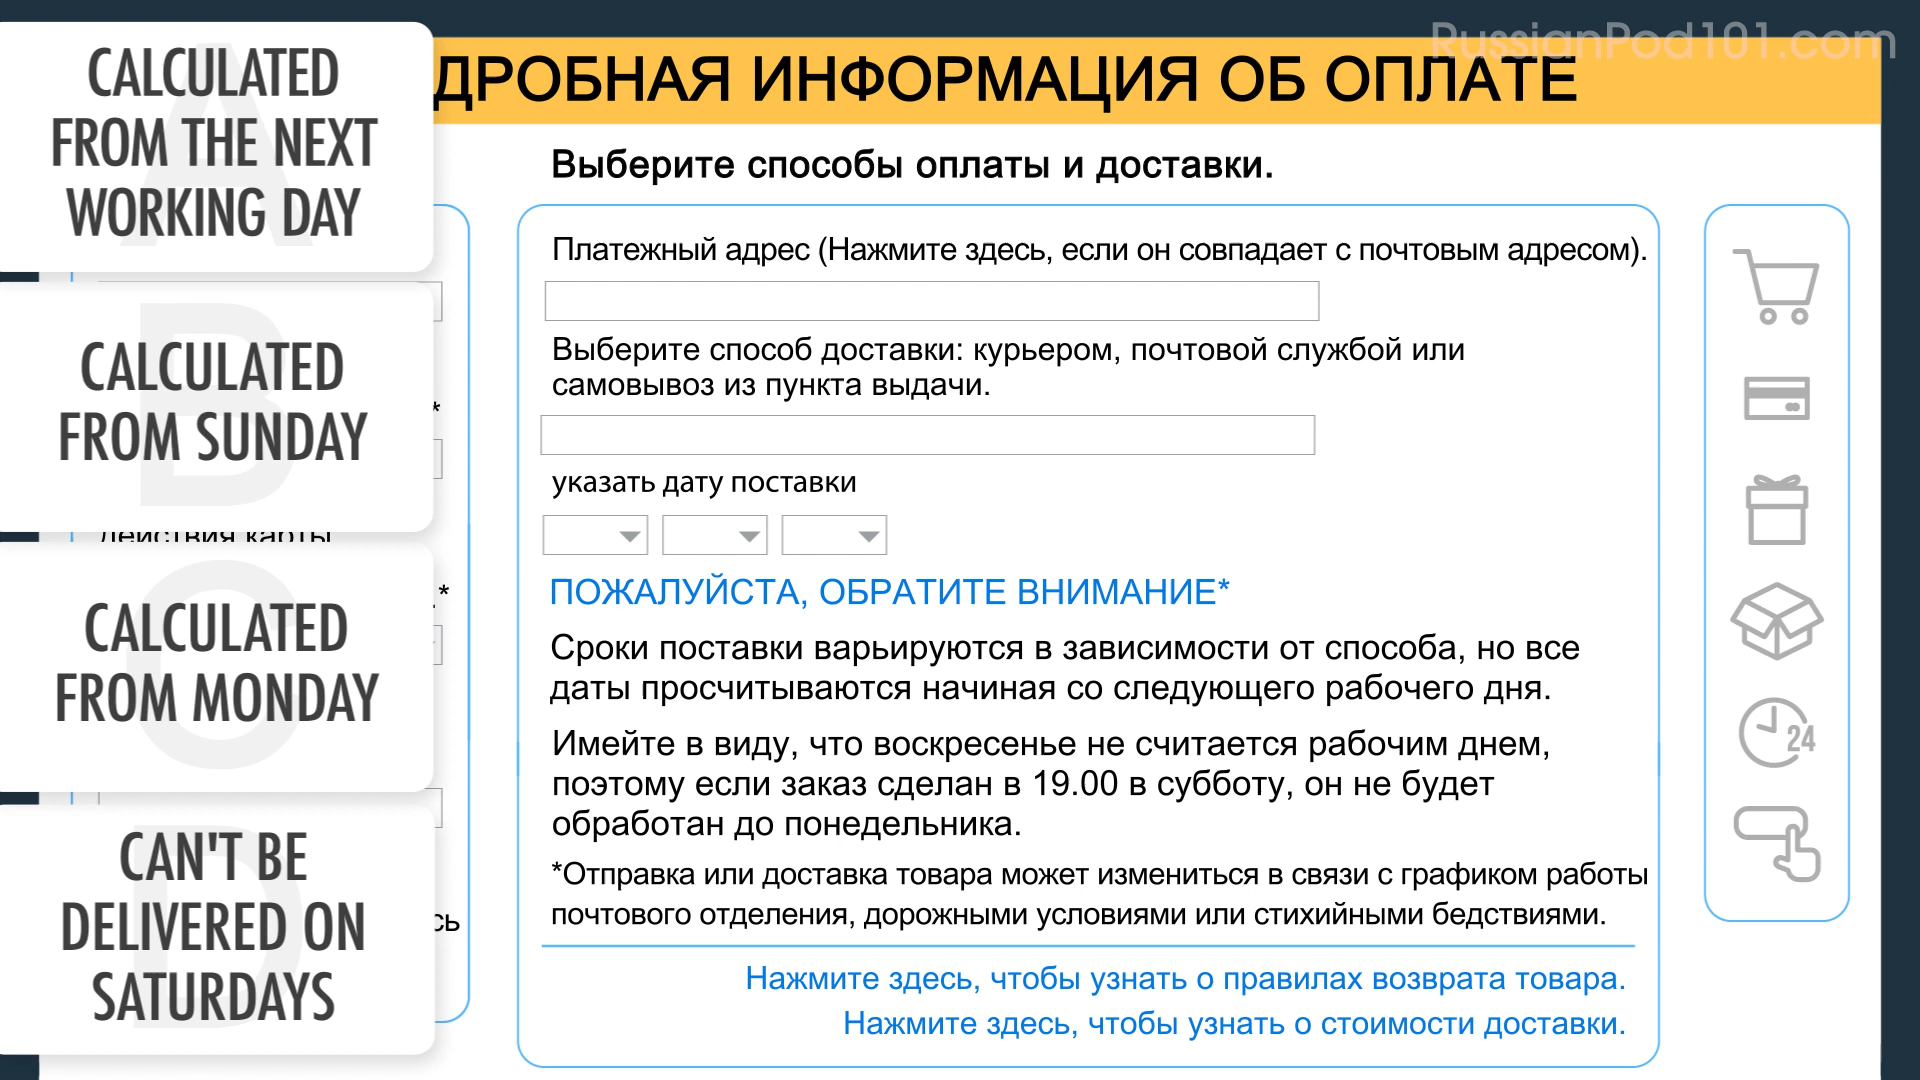 RussianPod101.com
CALCULATED
FROM THE NEXT
WORKING DAY
CALCULATED
FROM SUNDAY
CALCULATED
FROM MONDAY
CAN'T BE
DELIVERED ON
SATURDAYS
ДРОБНАЯ ИНФОРМАЦИЯ ОБ ОПЛАТЕ
Выберите способы оплаты и доставки.
*
действия карты
*
сь
Платежный адрес (Нажмите здесь, если он совпадает с почтовым адресом).
Выберите способ доставки: курьером, почтовой службой или
самовывоз из пункта выдачи.
указать дату поставки
ПОЖАЛУЙСТА, ОБРАТИТЕ ВНИМАНИЕ*
Сроки поставки варьируются в зависимости от способа, но все
даты просчитываются начиная со следующего рабочего дня.
Имейте в виду, что воскресенье не считается рабочим днем,
поэтому если заказ сделан в 19.00 в субботу, он не будет
обработан до понедельника.
*Отправка или доставка товара может измениться в связи с графиком работы
почтового отделения, дорожными условиями или стихийными бедствиями.
Нажмите здесь, чтобы узнать о правилах возврата товара.
Нажмите здесь, чтобы узнать о стоимости доставки.
24